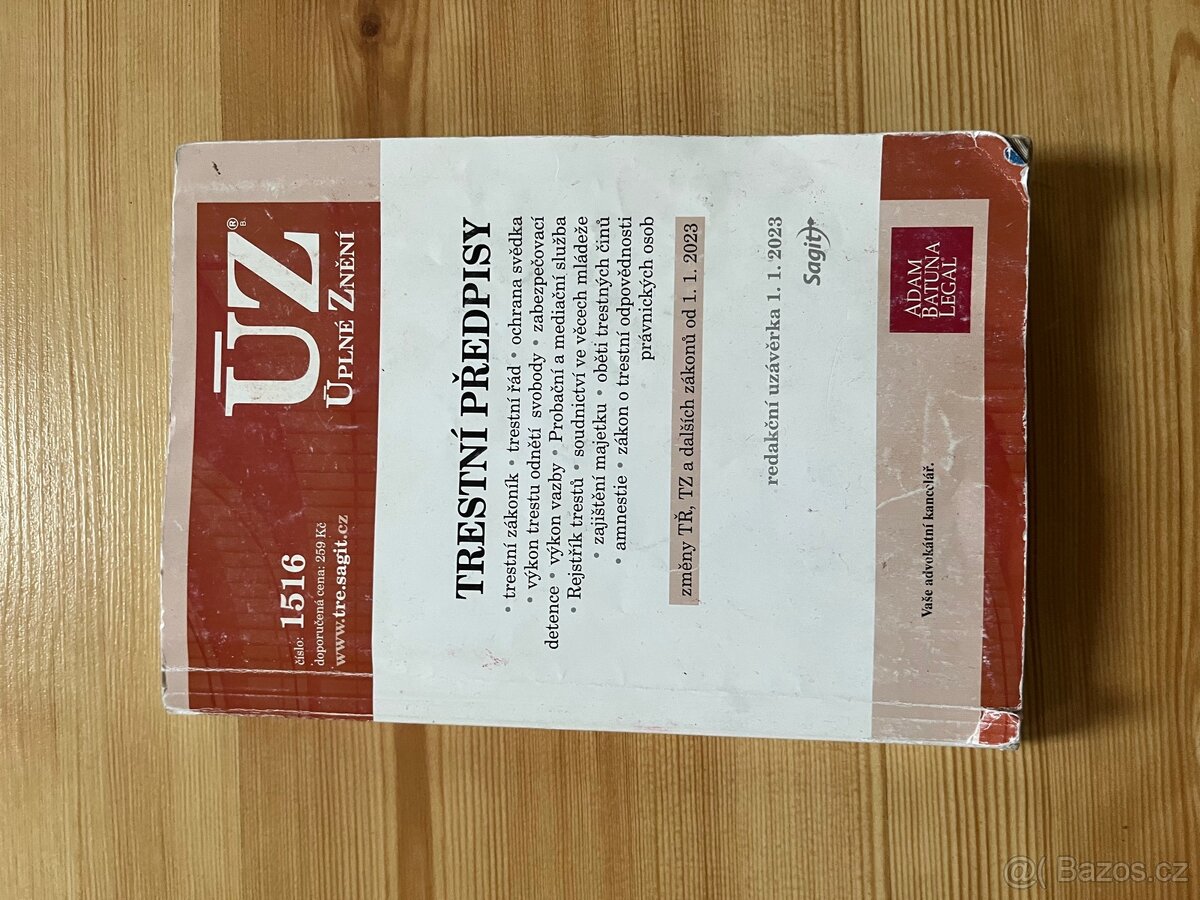 číslo: 1516
doporučená cena: 259 Kč
www.tre.sagit.cz
ÚZ®
B.
ÚPLNÉ ZNĚNÍ
TRESTNÍ PŘEDPISY
• trestní zákoník • trestní řád • ochrana svědka
• výkon trestu odnětí svobody • zabezpečovací
detence • výkon vazby • Probační a mediační služba
• Rejstřík trestů • soudnictví ve věcech mládeže
• zajištění majetku • oběti trestných činů
• amnestie • zákon o trestní odpovědnosti
právnických osob
změny TŘ, TZ a dalších zákonů od 1. 1. 2023
redakční uzávěrka 1. 1. 2023
Sagit
Vaše advokátní kancelář.
ADAM
BATUNA
LEGAL
@( Bazos.cz